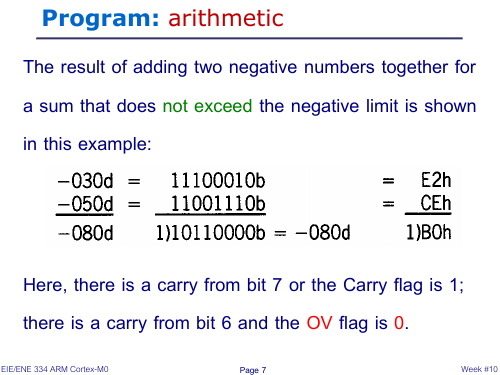 Program: arithmetic
The result of adding two negative numbers together for
a sum that does not exceed the negative limit is shown
in this example:
−030d = 11100010b = E2h
−050d = 11001110b = CEh
−080d 1)10110000b = −080d 1)B0h
Here, there is a carry from bit 7 or the Carry flag is 1;
there is a carry from bit 6 and the OV flag is 0.
EIE/ENE 334 ARM Cortex-M0 Page 7 Week #10